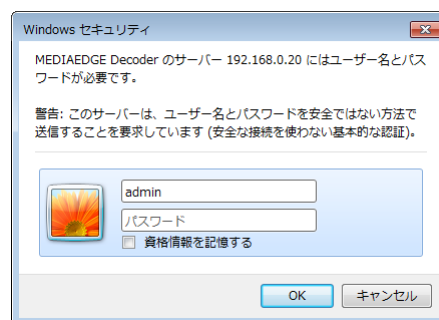 Windows セキュリティ
MEDIAEDGE Decoder のサーバー 192.168.0.20 にはユーザー名とパス
ワードが必要です。
警告: このサーバーは、ユーザー名とパスワードを安全ではない方法で
送信することを要求しています (安全な接続を使わない基本的な認証)。
admin
パスワード
資格情報を記憶する
OK
キャンセル